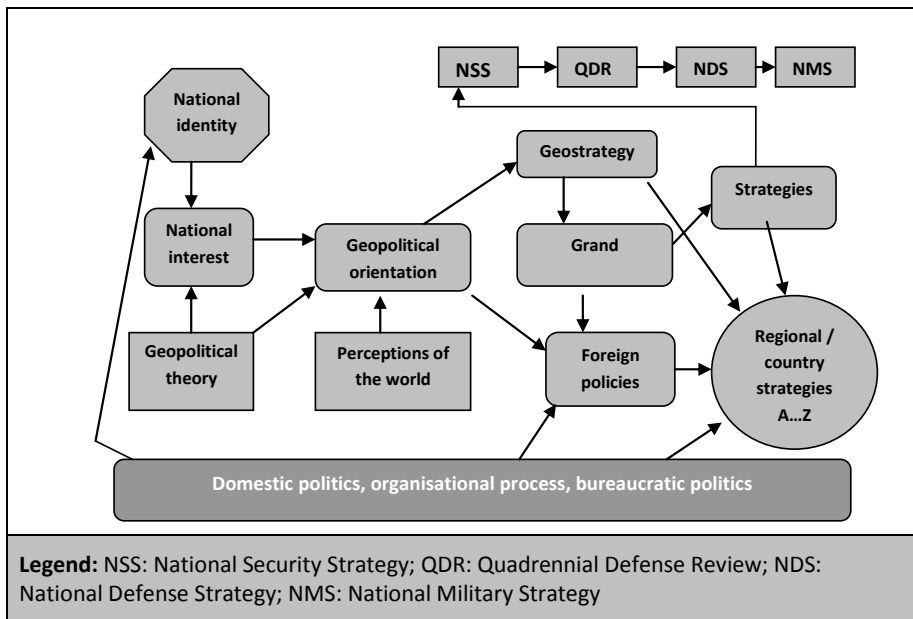 NSS
QDR
NDS
NMS
National
identity
Geostrategy
Strategies
National
interest
Geopolitical
orientation
Grand
Geopolitical
theory
Perceptions of
the world
Foreign
policies
Regional /
country
strategies
A...Z
Domestic politics, organisational process, bureaucratic politics
Legend: NSS: National Security Strategy; QDR: Quadrennial Defense Review; NDS:
National Defense Strategy; NMS: National Military Strategy